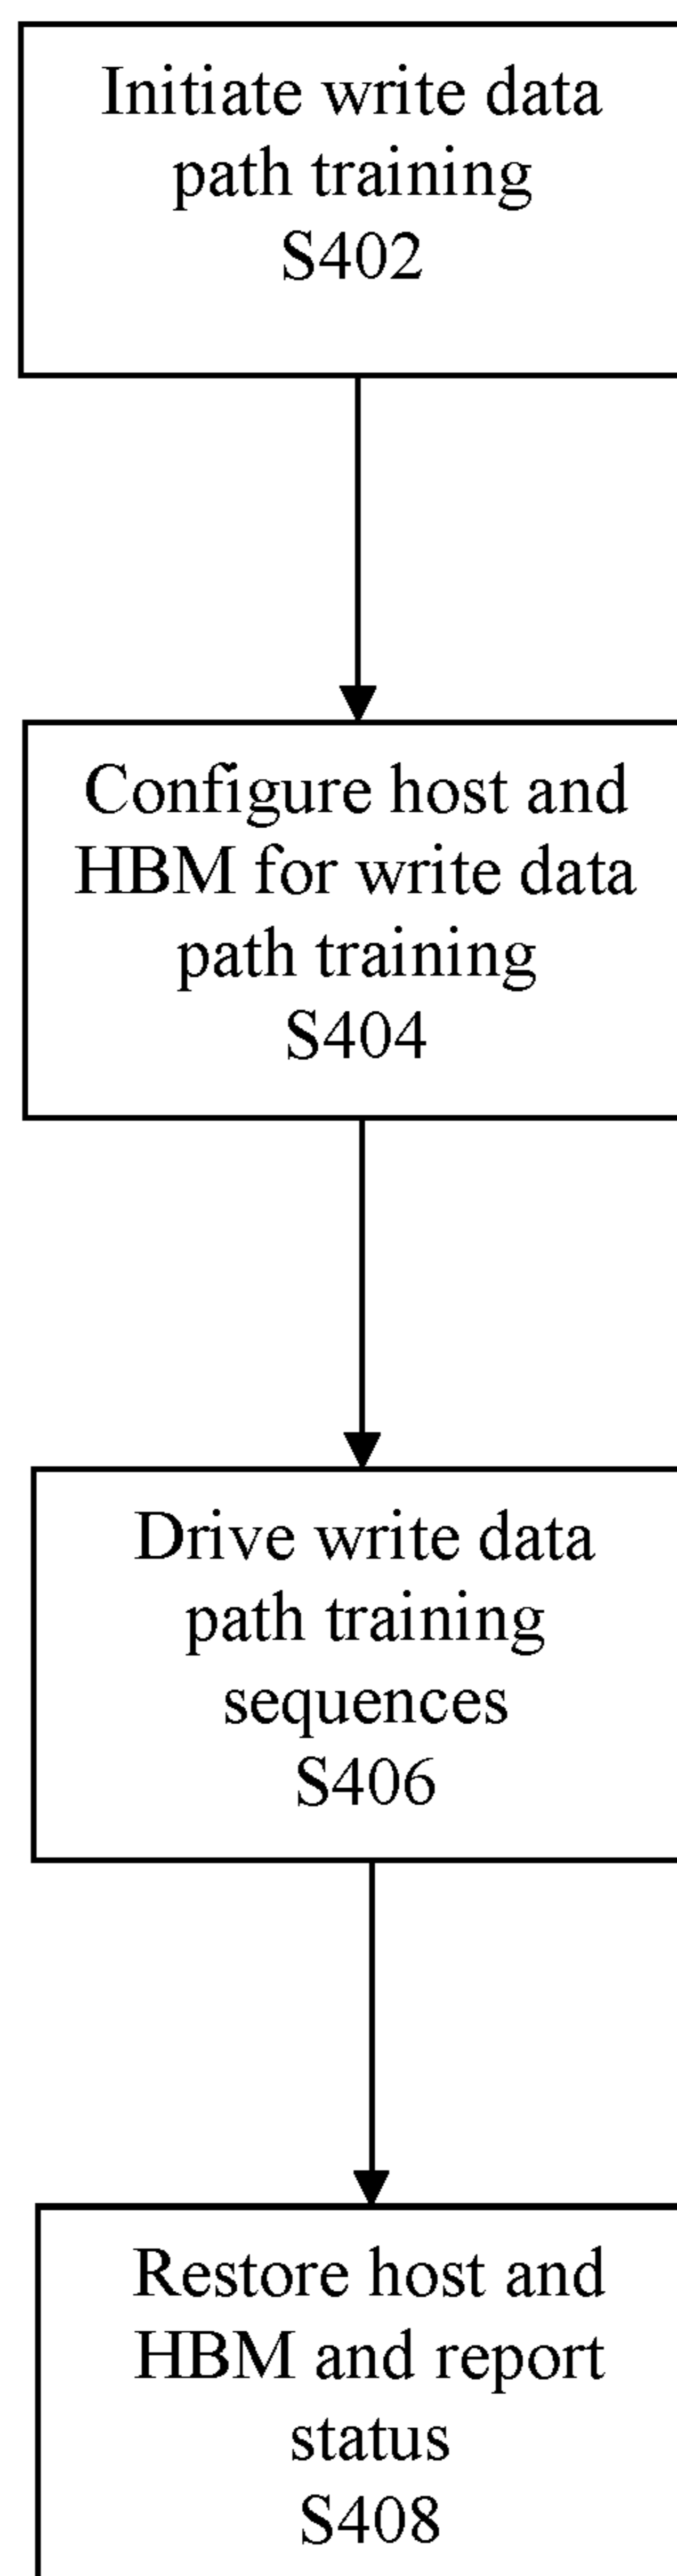 Initiate write data
path training
S402
Configure host and
HBM for write data
path training
S404
Drive write data
path training
sequences
S406
Restore host and
HBM and report
status
S408